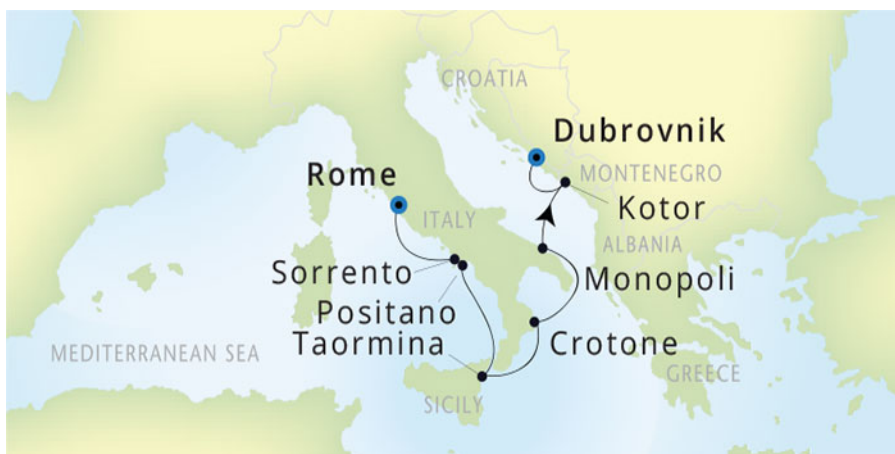 CROATIA
Dubrovnik
Rome
MONTENEGRO
Kotor
ITALY
ALBANIA
Sorrento
Monopoli
Positano
Taormina
Crotone
MEDITERRANEAN SEA
GREECE
SICILY